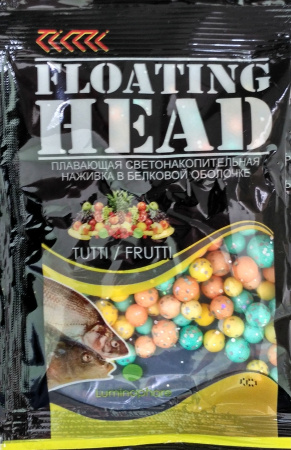 FLOATING
HEAD
ПЛАВАЮЩАЯ СВЕТОНАКОПИТЕЛЬНАЯ
НАЖИВКА В БЕЛКОВОЙ ОБОЛОЧКЕ
TUTTI / FRUTTI